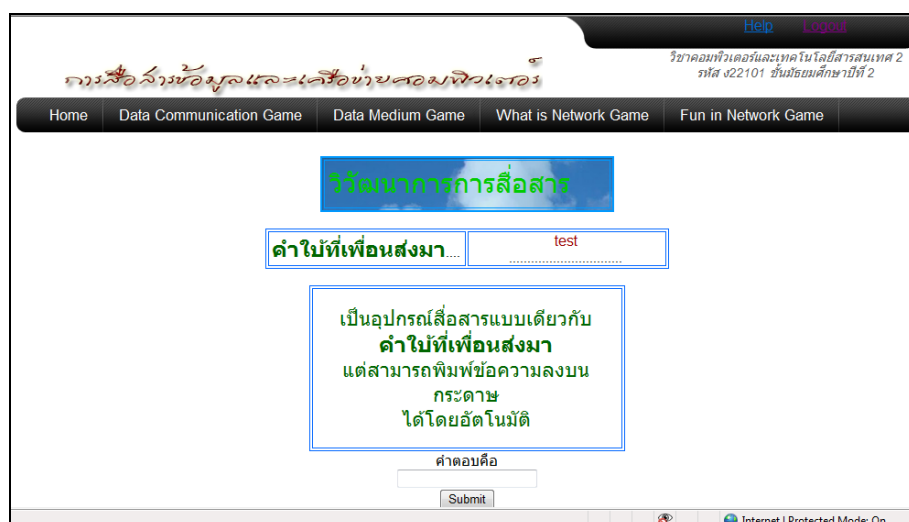 Help Logout
การสื่อสารข้อมูลและเครือข่ายคอมพิวเตอร์
วิชาคอมพิวเตอร์และเทคโนโลยีสารสนเทศ 2
รหัส ง22101 ชั้นมัธยมศึกษาปีที่ 2
Home Data Communication Game Data Medium Game What is Network Game Fun in Network Game
วิวัฒนาการการสื่อสาร
คำใบ้ที่เพื่อนส่งมา.... test
...............................
เป็นอุปกรณ์สื่อสารแบบเดียวกับ
คำใบ้ที่เพื่อนส่งมา
แต่สามารถพิมพ์ข้อความลงบน
กระดาษ
ได้โดยอัตโนมัติ
คำตอบคือ
Submit
Internet | Protected Mode: On